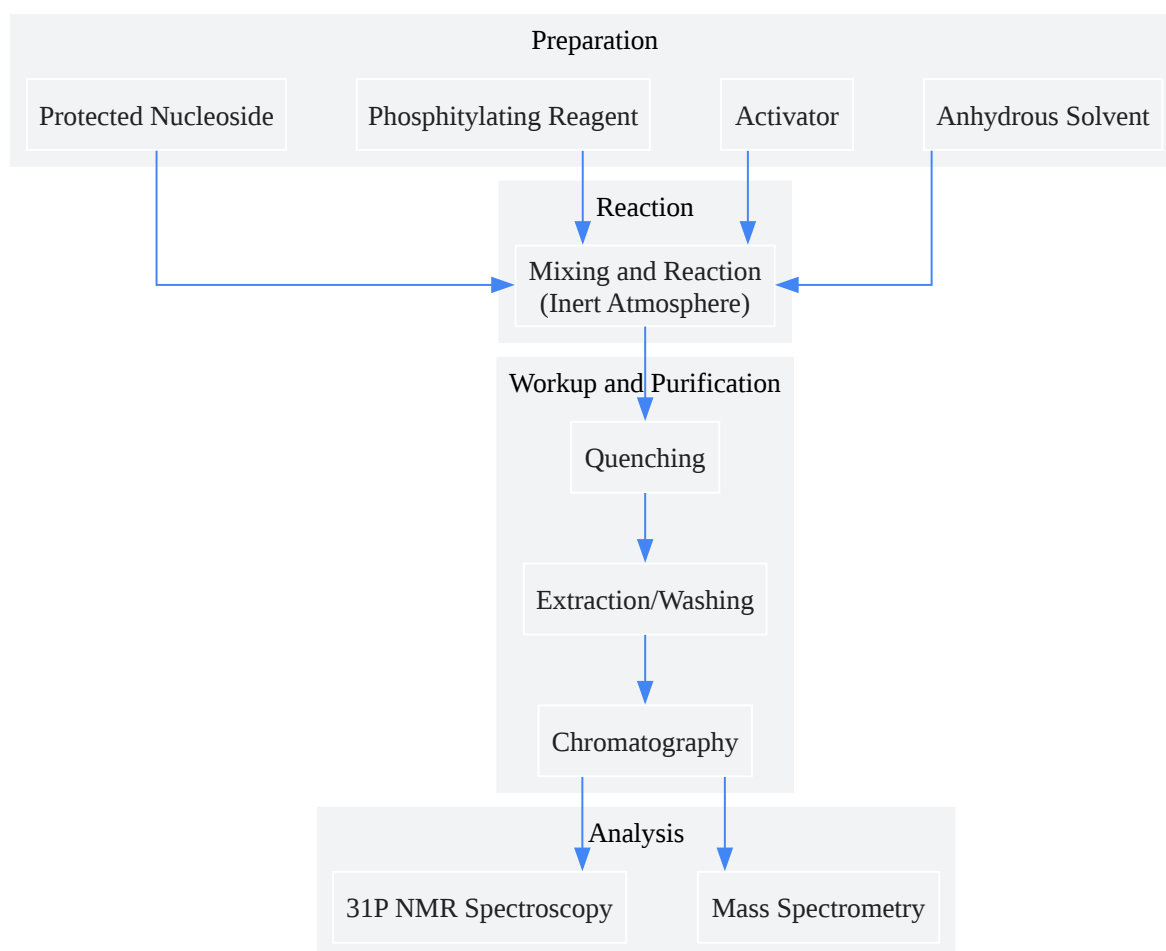 Preparation
Protected Nucleoside
Phosphitylating Reagent
Activator
Anhydrous Solvent
Reaction
Mixing and Reaction
(Inert Atmosphere)
Workup and Purification
Quenching
Extraction/Washing
Chromatography
Analysis
31P NMR Spectroscopy
Mass Spectrometry